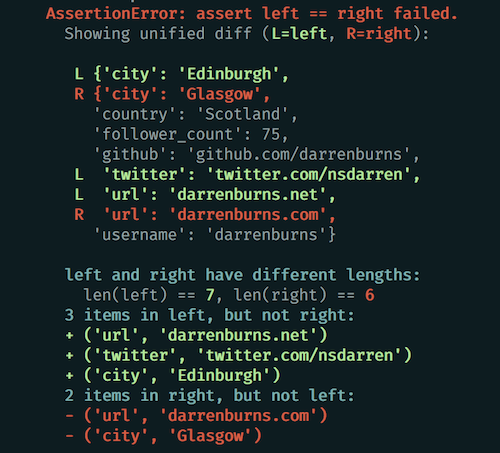 AssertionError: assert left == right failed.
Showing unified diff (L=left, R=right):
L {'city': 'Edinburgh',
R {'city': 'Glasgow',
'country': 'Scotland',
'follower_count': 75,
'github': 'github.com/darrenburns',
L 'twitter': 'twitter.com/nsdarren',
L 'url': 'darrenburns.net',
R 'url': 'darrenburns.com',
'username': 'darrenburns'}
left and right have different lengths:
len(left) == 7, len(right) == 6
3 items in left, but not right:
+ ('url', 'darrenburns.net')
+ ('twitter', 'twitter.com/nsdarren')
+ ('city', 'Edinburgh')
2 items in right, but not left:
- ('url', 'darrenburns.com')
- ('city', 'Glasgow')